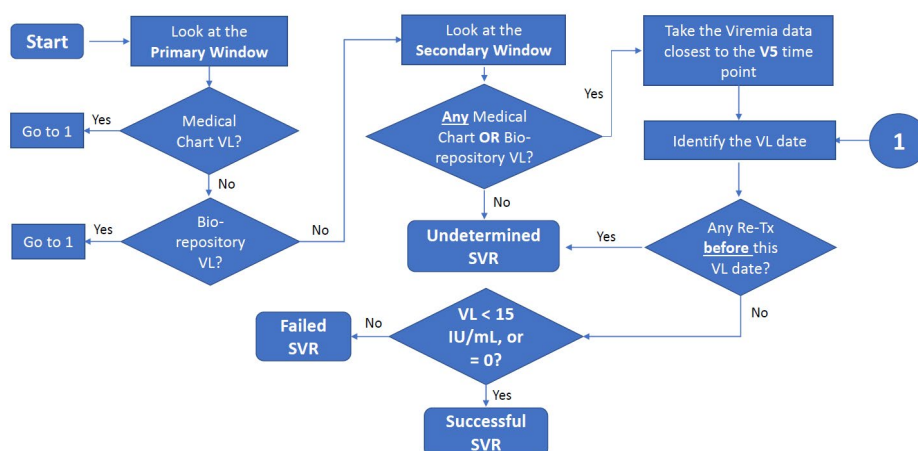 Start
Look at the
Primary Window
Look at the
Secondary Window
Take the Viremia data
closest to the V5 time
point
Yes
Go to 1
Yes
Medical
Chart VL?
Any Medical
Chart OR Bio-
repository VL?
Identify the VL date
1
No
No
Go to 1
Yes
Bio-
repository
VL?
No
Undetermined
SVR
Yes
Any Re-Tx
before this
VL date?
No
Failed
SVR
No
VL < 15
IU/mL, or
= 0?
Yes
Successful
SVR